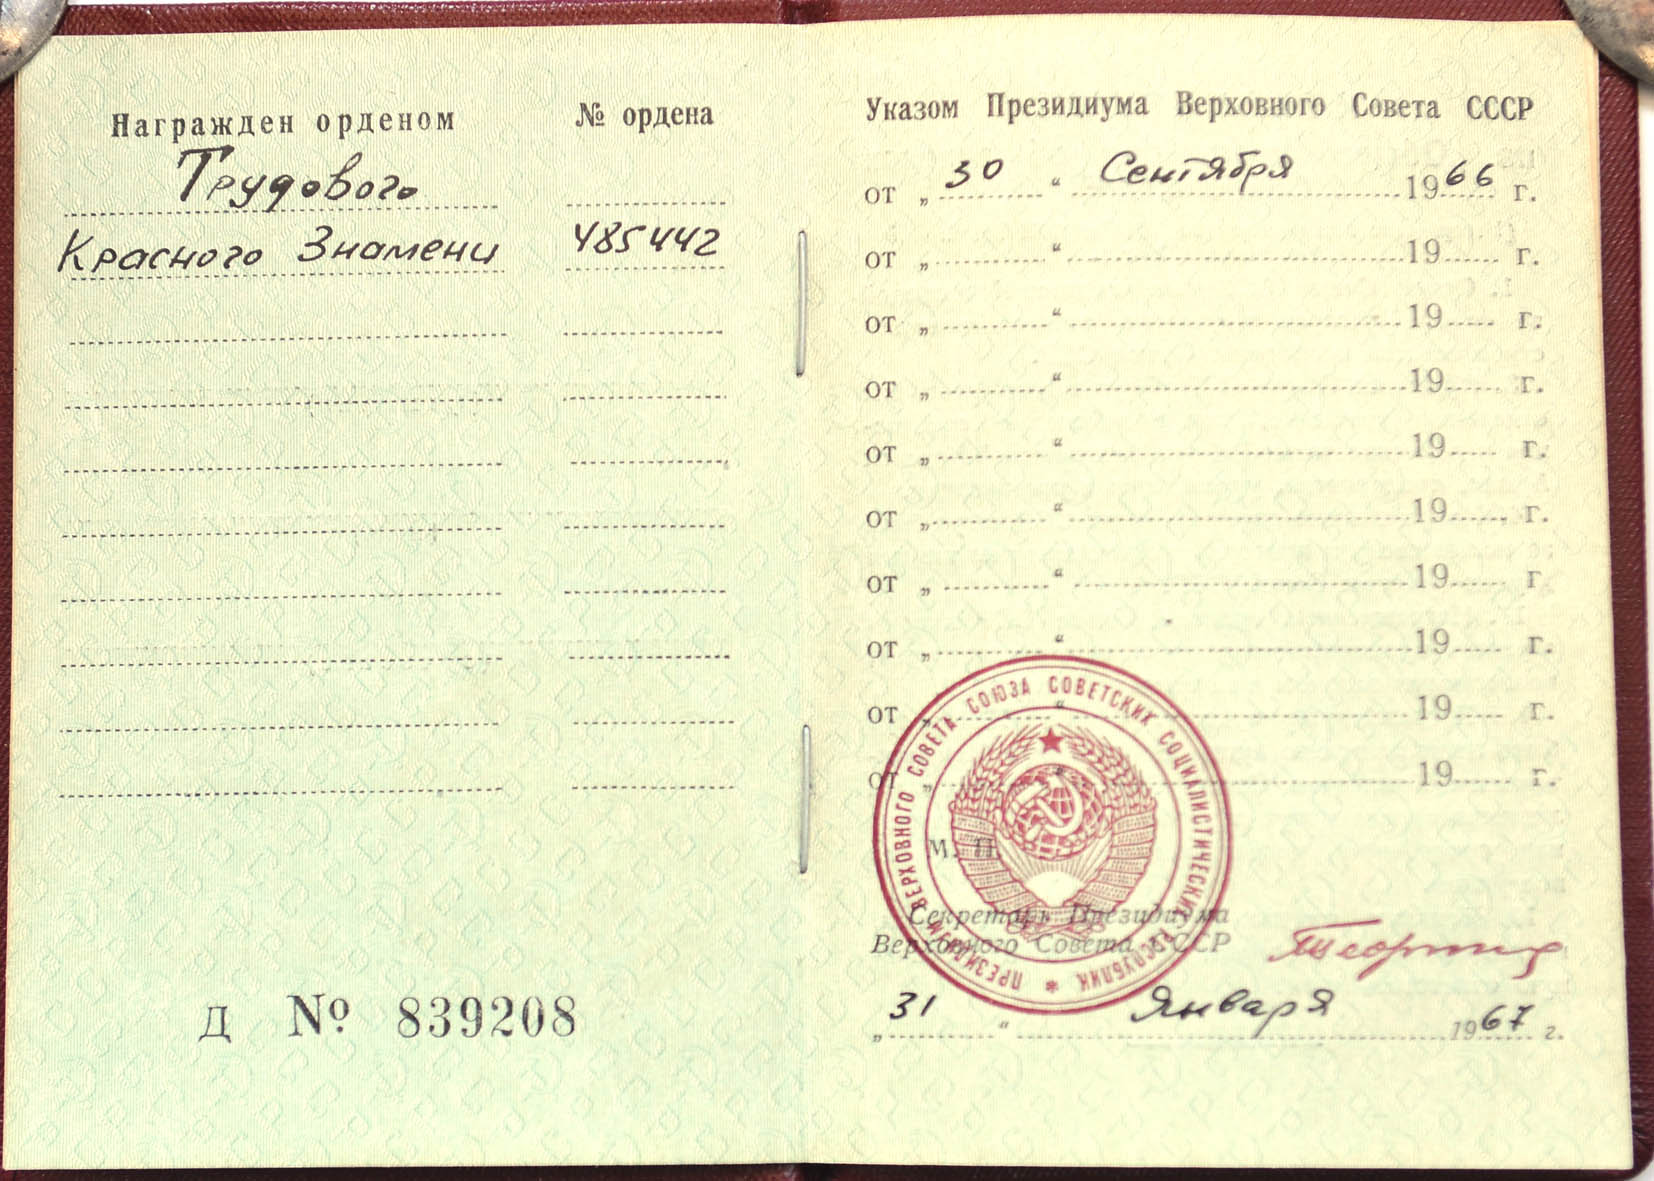 Награжден орденом
№ ордена
Трудового
Красного Знамени 485442
Д № 839208
Указом Президиума Верховного Совета СССР
от „30“ Сентября 1966 г.
от „ “ 19 г.
от „ “ 19 г.
от „ “ 19 г.
от „ “ 19 г.
от „ “ 19 г.
от „ “ 19 г.
от „ “ 19 г.
от „ “ 19 г.
от „ “ 19 г.
М. П.
ПРЕЗИДИУМ ВЕРХОВНОГО СОВЕТА СОЮЗА СОВЕТСКИХ СОЦИАЛИСТИЧЕСКИХ РЕСПУБЛИК *
Секретарь Президиума
Верховного Совета СССР
„31“ Января 1967 г.